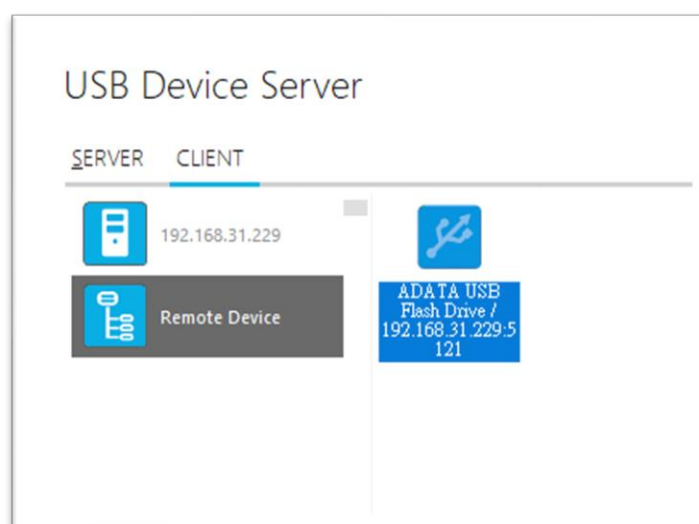 USB Device Server
SERVER CLIENT
192.168.31.229
Remote Device
ADATA USB
Flash Drive /
192.168.31.229:5
121